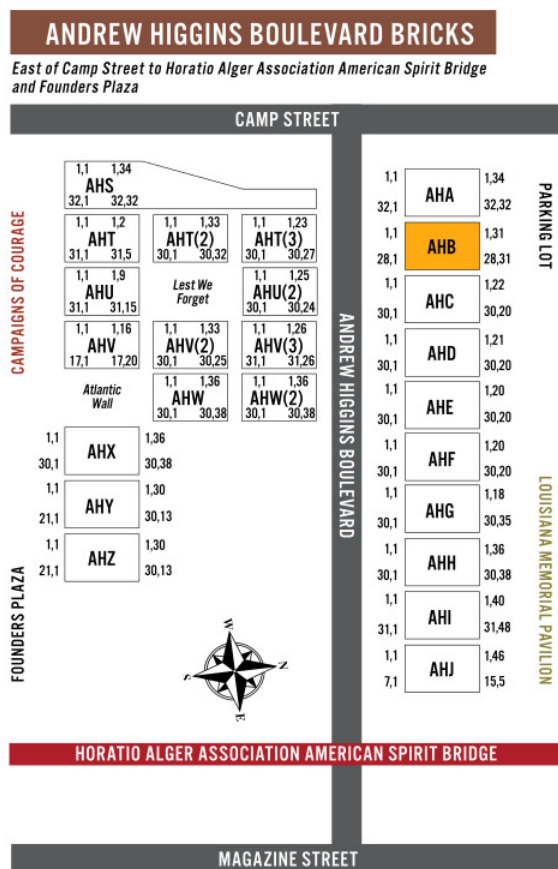 ANDREW HIGGINS BOULEVARD BRICKS
East of Camp Street to Horatio Alger Association American Spirit Bridge
and Founders Plaza
CAMP STREET
1,1 1,34
AHS
32,1 32,32
1,1 1,2
AHT
31,1 31,5
1,1 1,33
AHT(2)
30,1 30,32
1,1 1,23
AHT(3)
30,1 30,27
1,1 1,9
AHU
31,1 31,15
Lest We
Forget
1,1 1,25
AHU(2)
30,1 30,24
1,1 1,16
AHV
17,1 17,20
1,1 1,33
AHV(2)
30,1 30,25
1,1 1,26
AHV(3)
31,1 31,26
Atlantic
Wall
1,1 1,36
AHW
30,1 30,38
1,1 1,36
AHW(2)
30,1 30,38
1,1 1,36
AHX
30,1 30,38
1,1 1,30
AHY
21,1 30,13
1,1 1,30
AHZ
21,1 30,13
CAMPAIGNS OF COURAGE
FOUNDERS PLAZA
ANDREW HIGGINS BOULEVARD
1,1 1,34
AHA
32,1 32,32
1,1 1,31
AHB
28,1 28,31
1,1 1,22
AHC
30,1 30,20
1,1 1,21
AHD
30,1 30,20
1,1 1,20
AHE
30,1 30,20
1,1 1,20
AHF
30,1 30,20
1,1 1,18
AHG
30,1 30,35
1,1 1,36
AHH
30,1 30,38
1,1 1,40
AHI
31,1 31,48
1,1 1,46
AHJ
7,1 15,5
PARKING LOT
LOUISIANA MEMORIAL PAVILION
W
N
S
E
HORATIO ALGER ASSOCIATION AMERICAN SPIRIT BRIDGE
MAGAZINE STREET